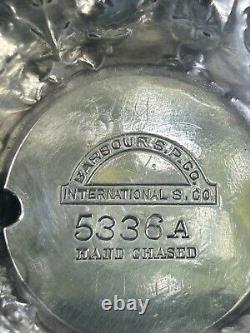 BARBOUR S.P.CO.
INTERNATIONAL S. CO.
5336A
HAND CHASED